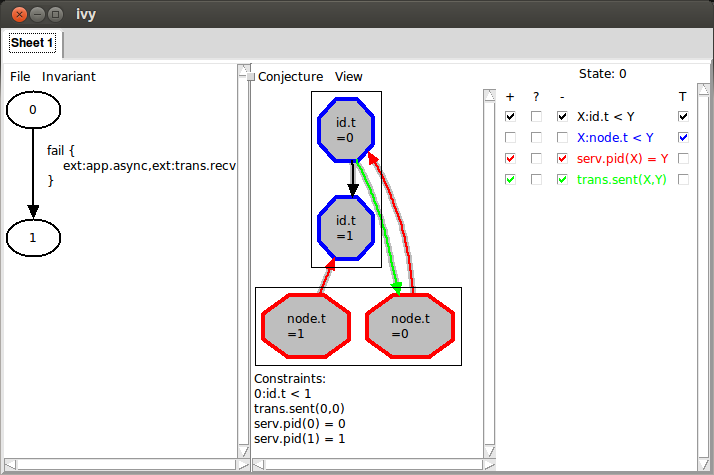 ivy
Sheet 1
File Invariant
0
fail {
ext:app.async,ext:trans.recv
}
1
Conjecture View
id.t
=0
id.t
=1
node.t
=1
node.t
=0
Constraints:
0:id.t < 1
trans.sent(0,0)
serv.pid(0) = 0
serv.pid(1) = 1
State: 0
+ ? - T
X:id.t < Y
X:node.t < Y
serv.pid(X) = Y
trans.sent(X,Y)